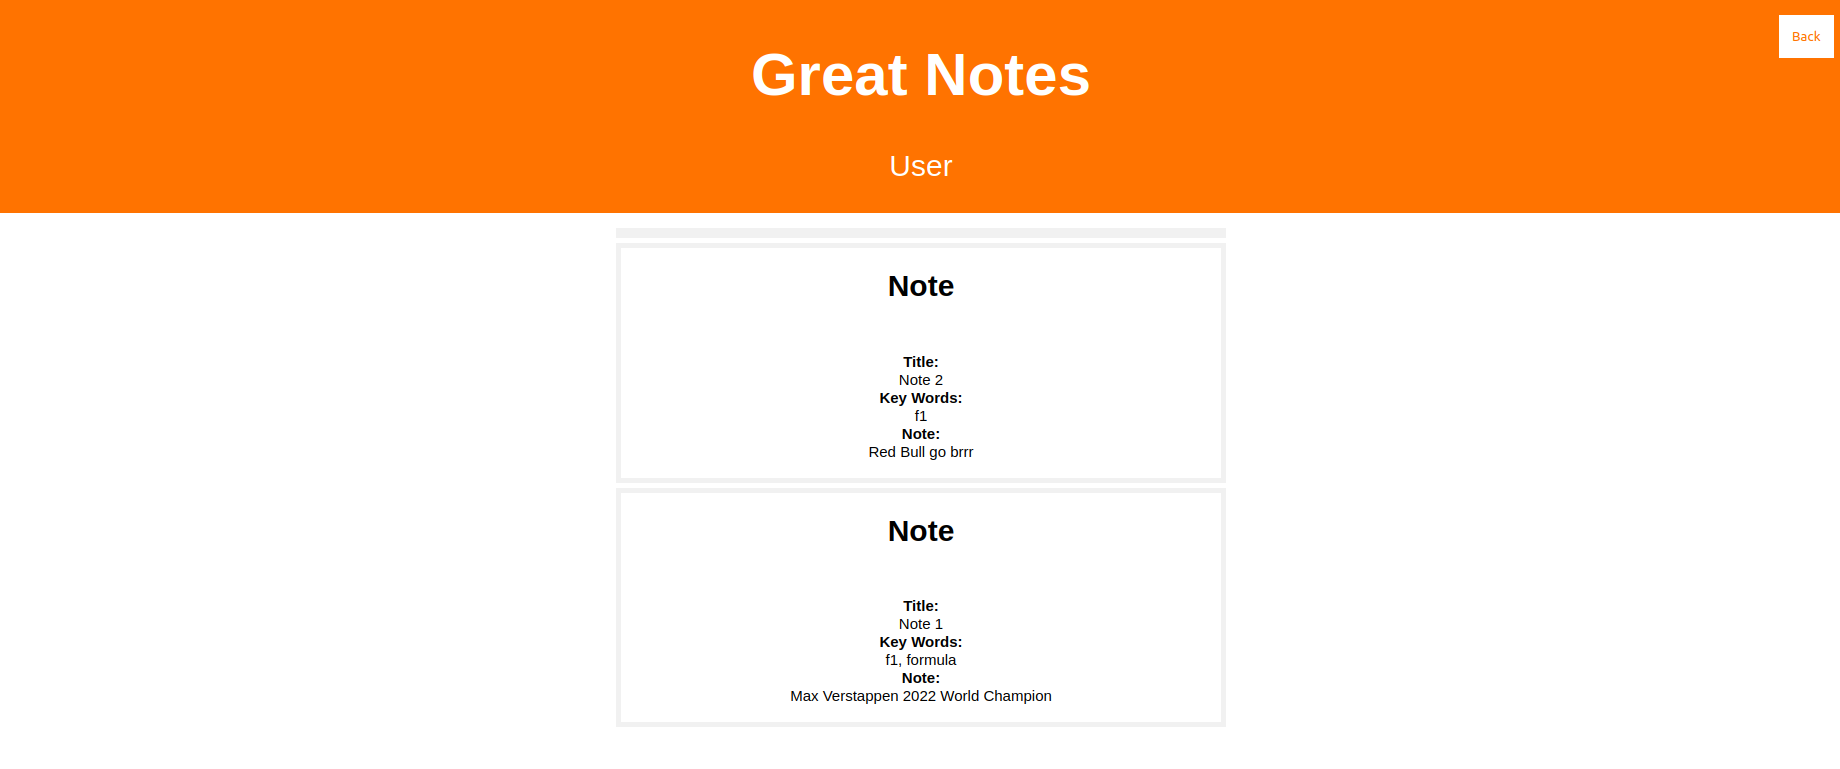 Back
Great Notes
User
Note
Title:
Note 2
Key Words:
f1
Note:
Red Bull go brrr
Note
Title:
Note 1
Key Words:
f1, formula
Note:
Max Verstappen 2022 World Champion